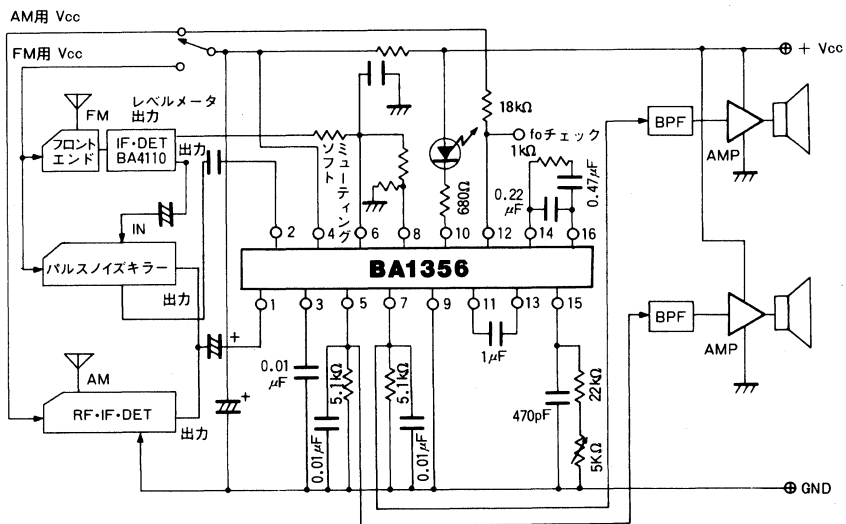 AM用 Vcc
FM用 Vcc
⊕ + Vcc
FM
レベルメータ
出力
フロント
エンド
IF・DET
BA4110
出力
ソフト
ミューティング
18kΩ
foチェック
1kΩ
0.47μF
0.22
μF
680Ω
BPF
AMP
IN
パルスノイズキラー
出力
2
4
6
8
10
12
14
16
BA1356
1
3
5
7
9
11
13
15
BPF
AMP
+
AM
RF・IF・DET
出力
+
0.01
μF
0.01μF
5.1kΩ
5.1kΩ
0.01μF
1μF
470pF
22kΩ
5KΩ
⊕ GND